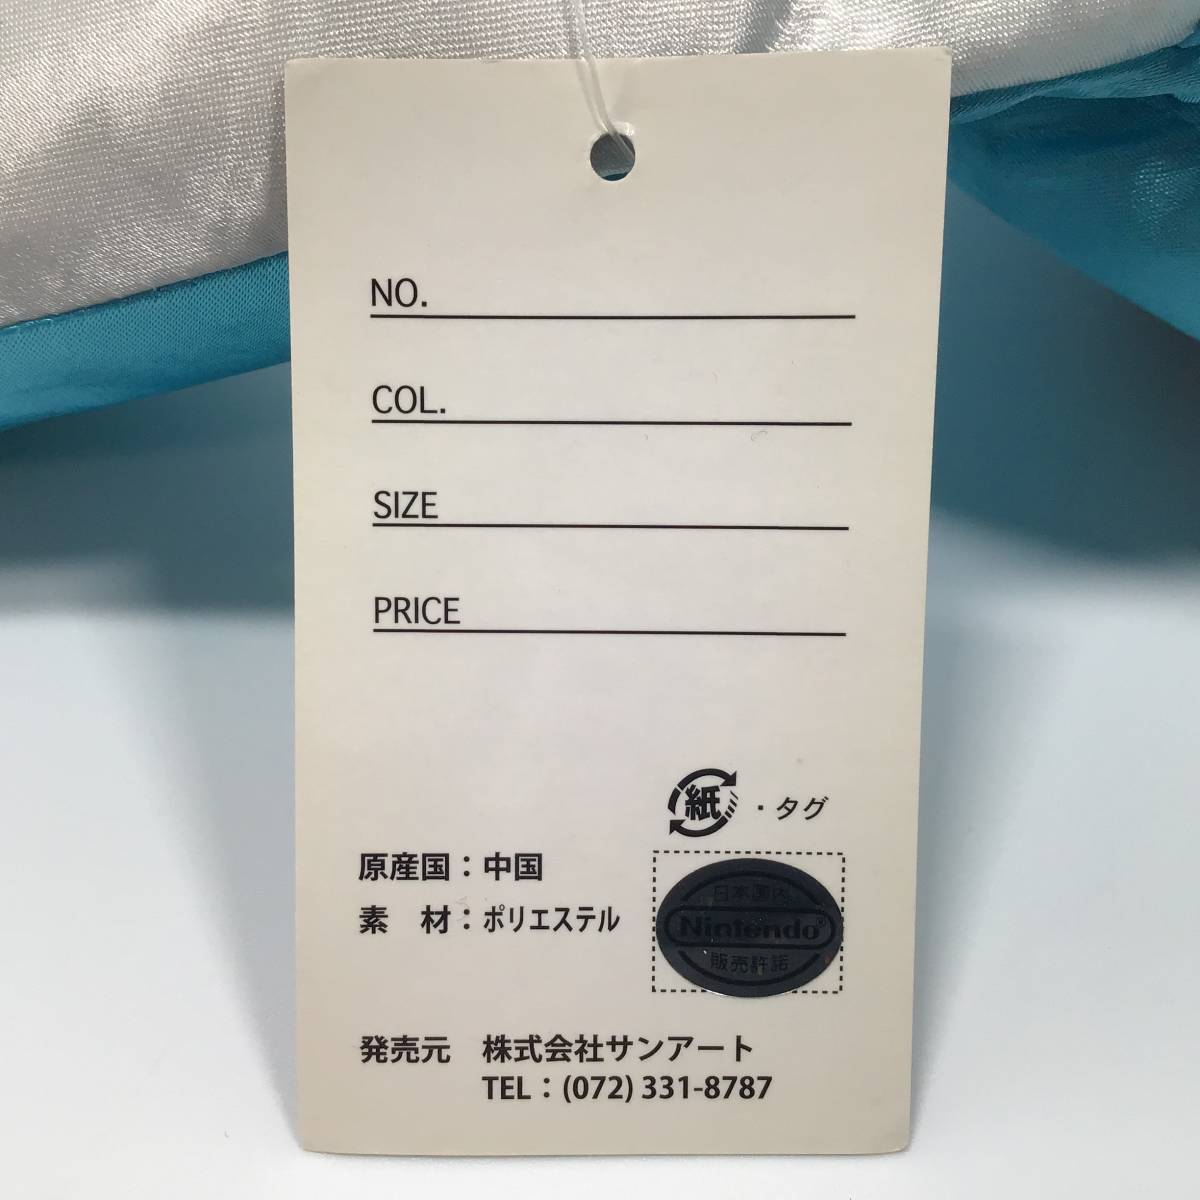 NO.
COL.
SIZE
PRICE
紙 ・タグ
原産国：中国
素　材：ポリエステル
日本国内
Nintendo®
販売許諾
発売元　株式会社サンアート
TEL：(072) 331-8787